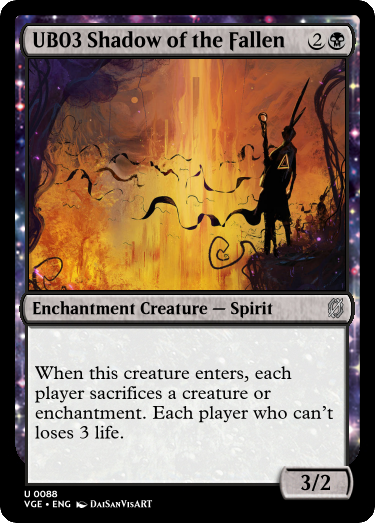 UB03 Shadow of the Fallen 2
Enchantment Creature — Spirit
When this creature enters, each
player sacrifices a creature or
enchantment. Each player who can't
loses 3 life.
3/2
U 0088
VGE • ENG DaiSanVisART